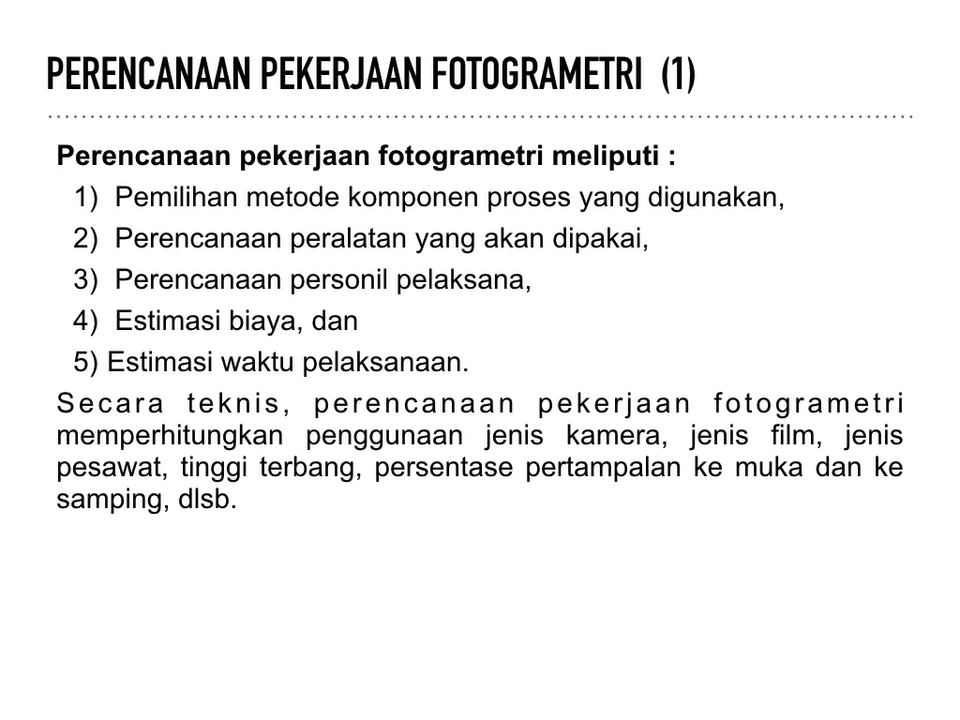 PERENCANAAN PEKERJAAN FOTOGRAMETRI (1)
Perencanaan pekerjaan fotogrametri meliputi :
1) Pemilihan metode komponen proses yang digunakan,
2) Perencanaan peralatan yang akan dipakai,
3) Perencanaan personil pelaksana,
4) Estimasi biaya, dan
5) Estimasi waktu pelaksanaan.
Secara teknis, perencanaan pekerjaan fotogrametri
memperhitungkan penggunaan jenis kamera, jenis film, jenis
pesawat, tinggi terbang, persentase pertampalan ke muka dan ke
samping, dlsb.